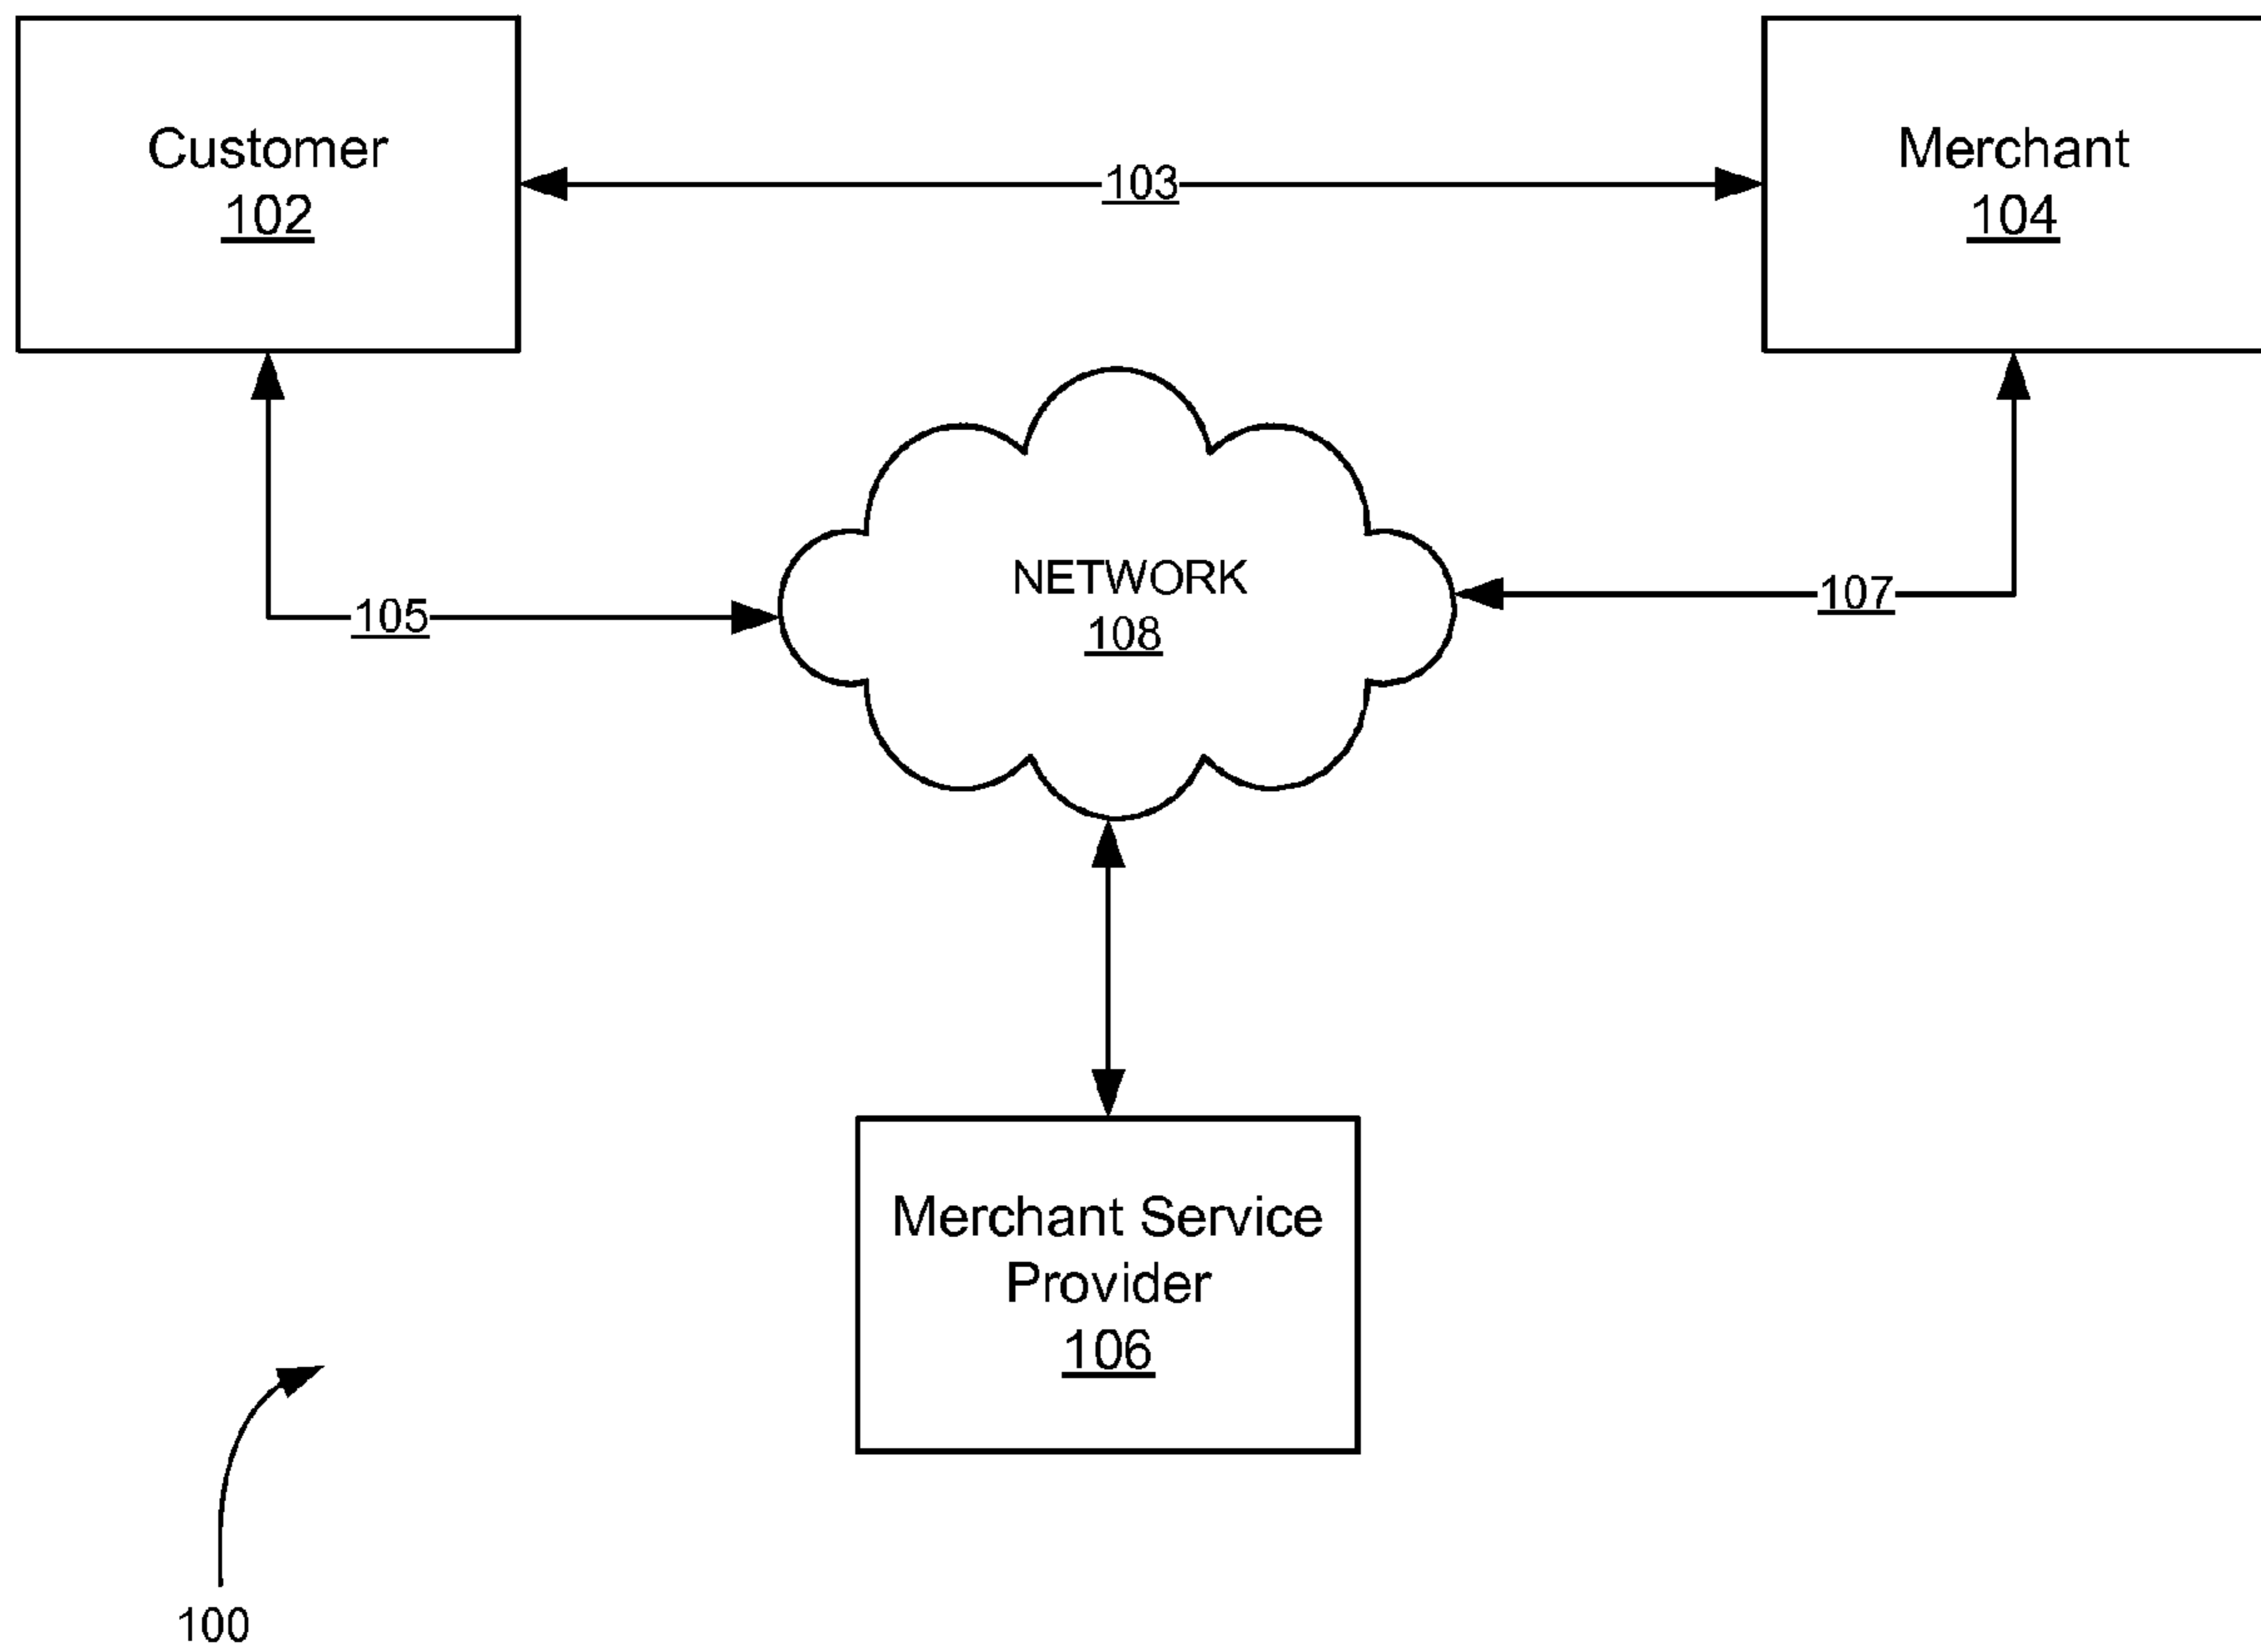 Customer
102
103
Merchant
104
NETWORK
108
105
107
Merchant Service
Provider
106
100